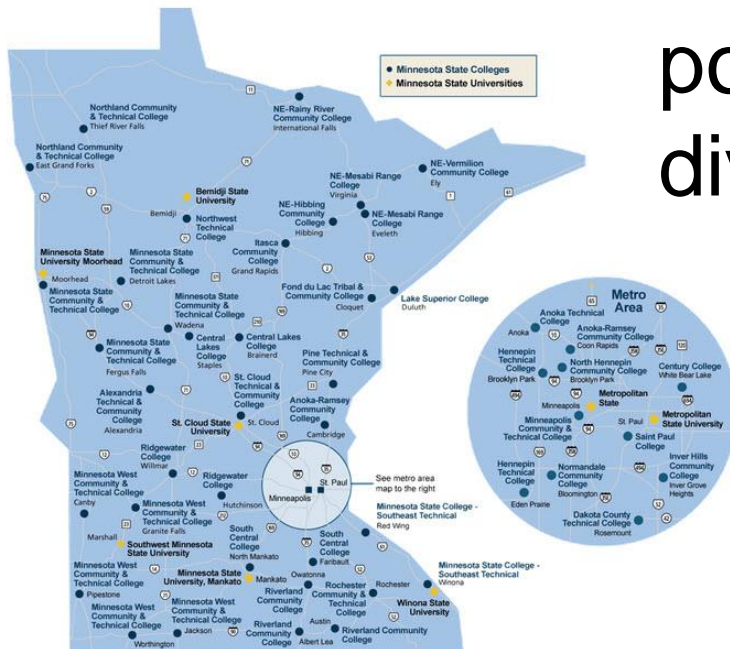 po
div
Minnesota State Colleges
Minnesota State Universities
Northland Community
& Technical College
Thief River Falls
NE-Rainy River
Community College
International Falls
Northland Community
& Technical College
East Grand Forks
NE-Vermilion
Community College
Ely
NE-Mesabi Range
College
Virginia
Bemidji State
University
Bemidji
NE-Hibbing
Community
College
Hibbing
NE-Mesabi Range
College
Eveleth
Northwest
Technical
College
Itasca
Community
College
Grand Rapids
Minnesota State
University Moorhead
Moorhead
Minnesota State
Community &
Technical College
Minnesota State
Community &
Technical College
Detroit Lakes
Fond du Lac Tribal &
Community College
Cloquet
Lake Superior College
Duluth
Minnesota State
Community &
Technical College
Wadena
Central
Lakes
College
Staples
Central Lakes
College
Brainerd
Minnesota State
Community &
Technical College
Fergus Falls
Pine Technical &
Community College
Pine City
Alexandria
Technical &
Community
College
Alexandria
St. Cloud
Technical &
Community
College
St. Cloud State
University
St. Cloud
Anoka-Ramsey
Community
College
Cambridge
Ridgewater
College
Willmar
Minnesota West
Community &
Technical College
Canby
Ridgewater
College
Hutchinson
Minneapolis
St. Paul
See metro area
map to the right
Minnesota West
Community &
Technical College
Granite Falls
Marshall
Southwest Minnesota
State University
Minnesota State College -
Southeast Technical
Red Wing
South
Central
College
North Mankato
South
Central
College
Faribault
Minnesota State
University, Mankato
Mankato
Minnesota State College -
Southeast Technical
Winona
Winona State
University
Minnesota West
Community &
Technical College
Pipestone
Owatonna
Riverland
Community
College
Rochester
Community &
Technical
College
Rochester
Minnesota West
Community &
Technical College
Worthington
Minnesota West
Community &
Technical College
Jackson
Riverland
Community
College
Albert Lea
Austin
Riverland Community
College
Metro
Area
Anoka Technical
College
Anoka
Anoka-Ramsey
Community College
Coon Rapids
Hennepin
Technical
College
Brooklyn Park
North Hennepin
Community College
Brooklyn Park
Century College
White Bear Lake
Metropolitan
State
Minneapolis
Minneapolis
Community &
Technical College
St. Paul
Metropolitan
State University
Saint Paul
College
Hennepin
Technical
College
Eden Prairie
Normandale
Community
College
Bloomington
Inver Hills
Community
College
Inver Grove
Heights
Dakota County
Technical College
Rosemount